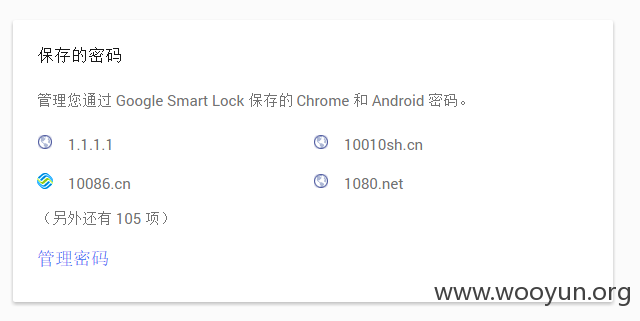 保存的密码
管理您通过 Google Smart Lock 保存的 Chrome 和 Android 密码。
1.1.1.1 10010sh.cn
10086.cn 1080.net
（另外还有 105 项）
管理密码
www.wooyun.org